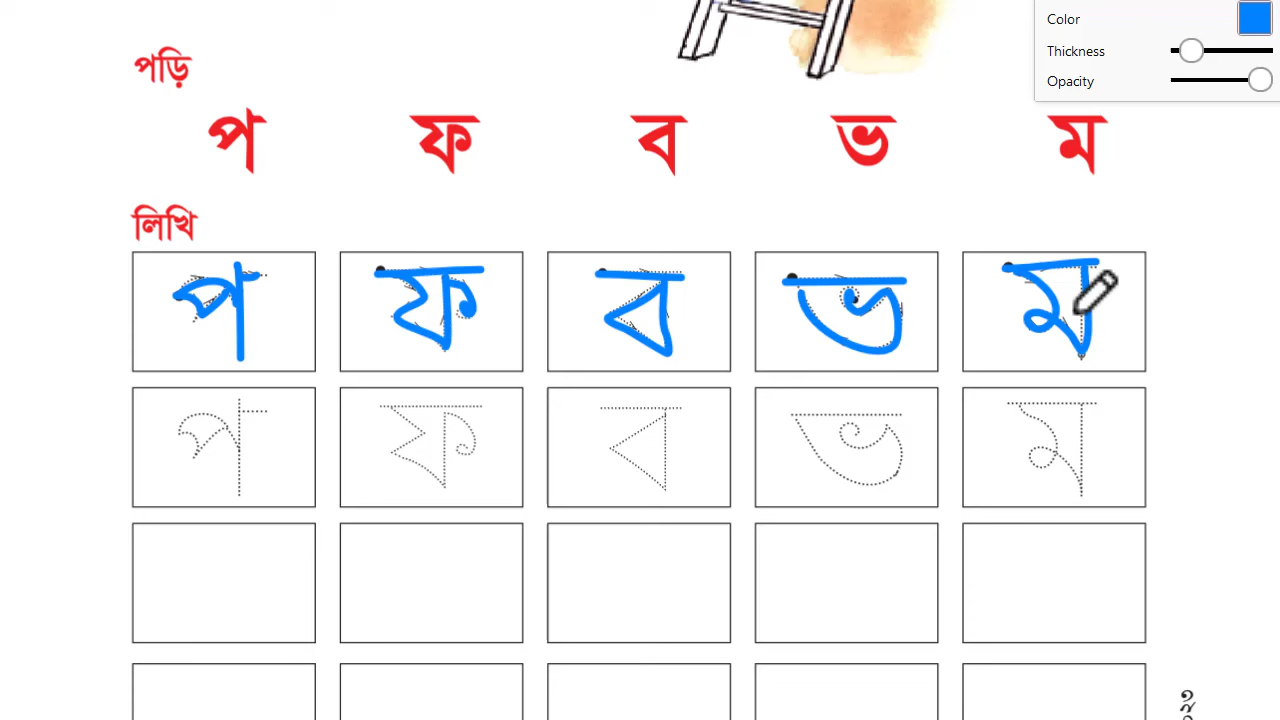 Color
Thickness
Opacity
পড়ি
প ফ ব ভ ম
লিখি
প ফ ব ভ ম
প ফ ব ভ ম